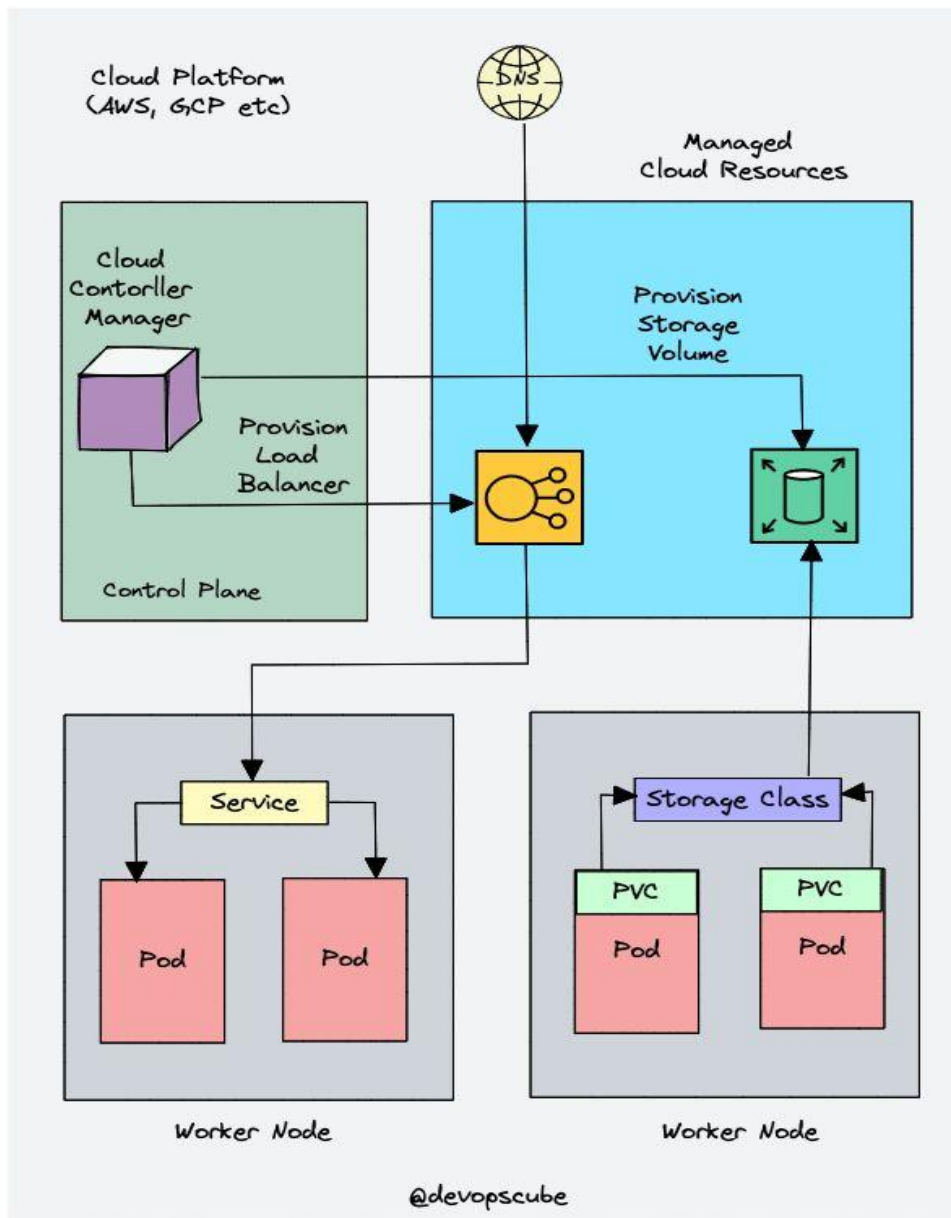 Cloud Platform
(AWS, GCP etc)
DNS
Managed
Cloud Resources
Cloud
Contorller
Manager
Provision
Load
Balancer
Control Plane
Provision
Storage
Volume
Service
Pod
Pod
Worker Node
Storage Class
PVC
Pod
PVC
Pod
Worker Node
@devopscube